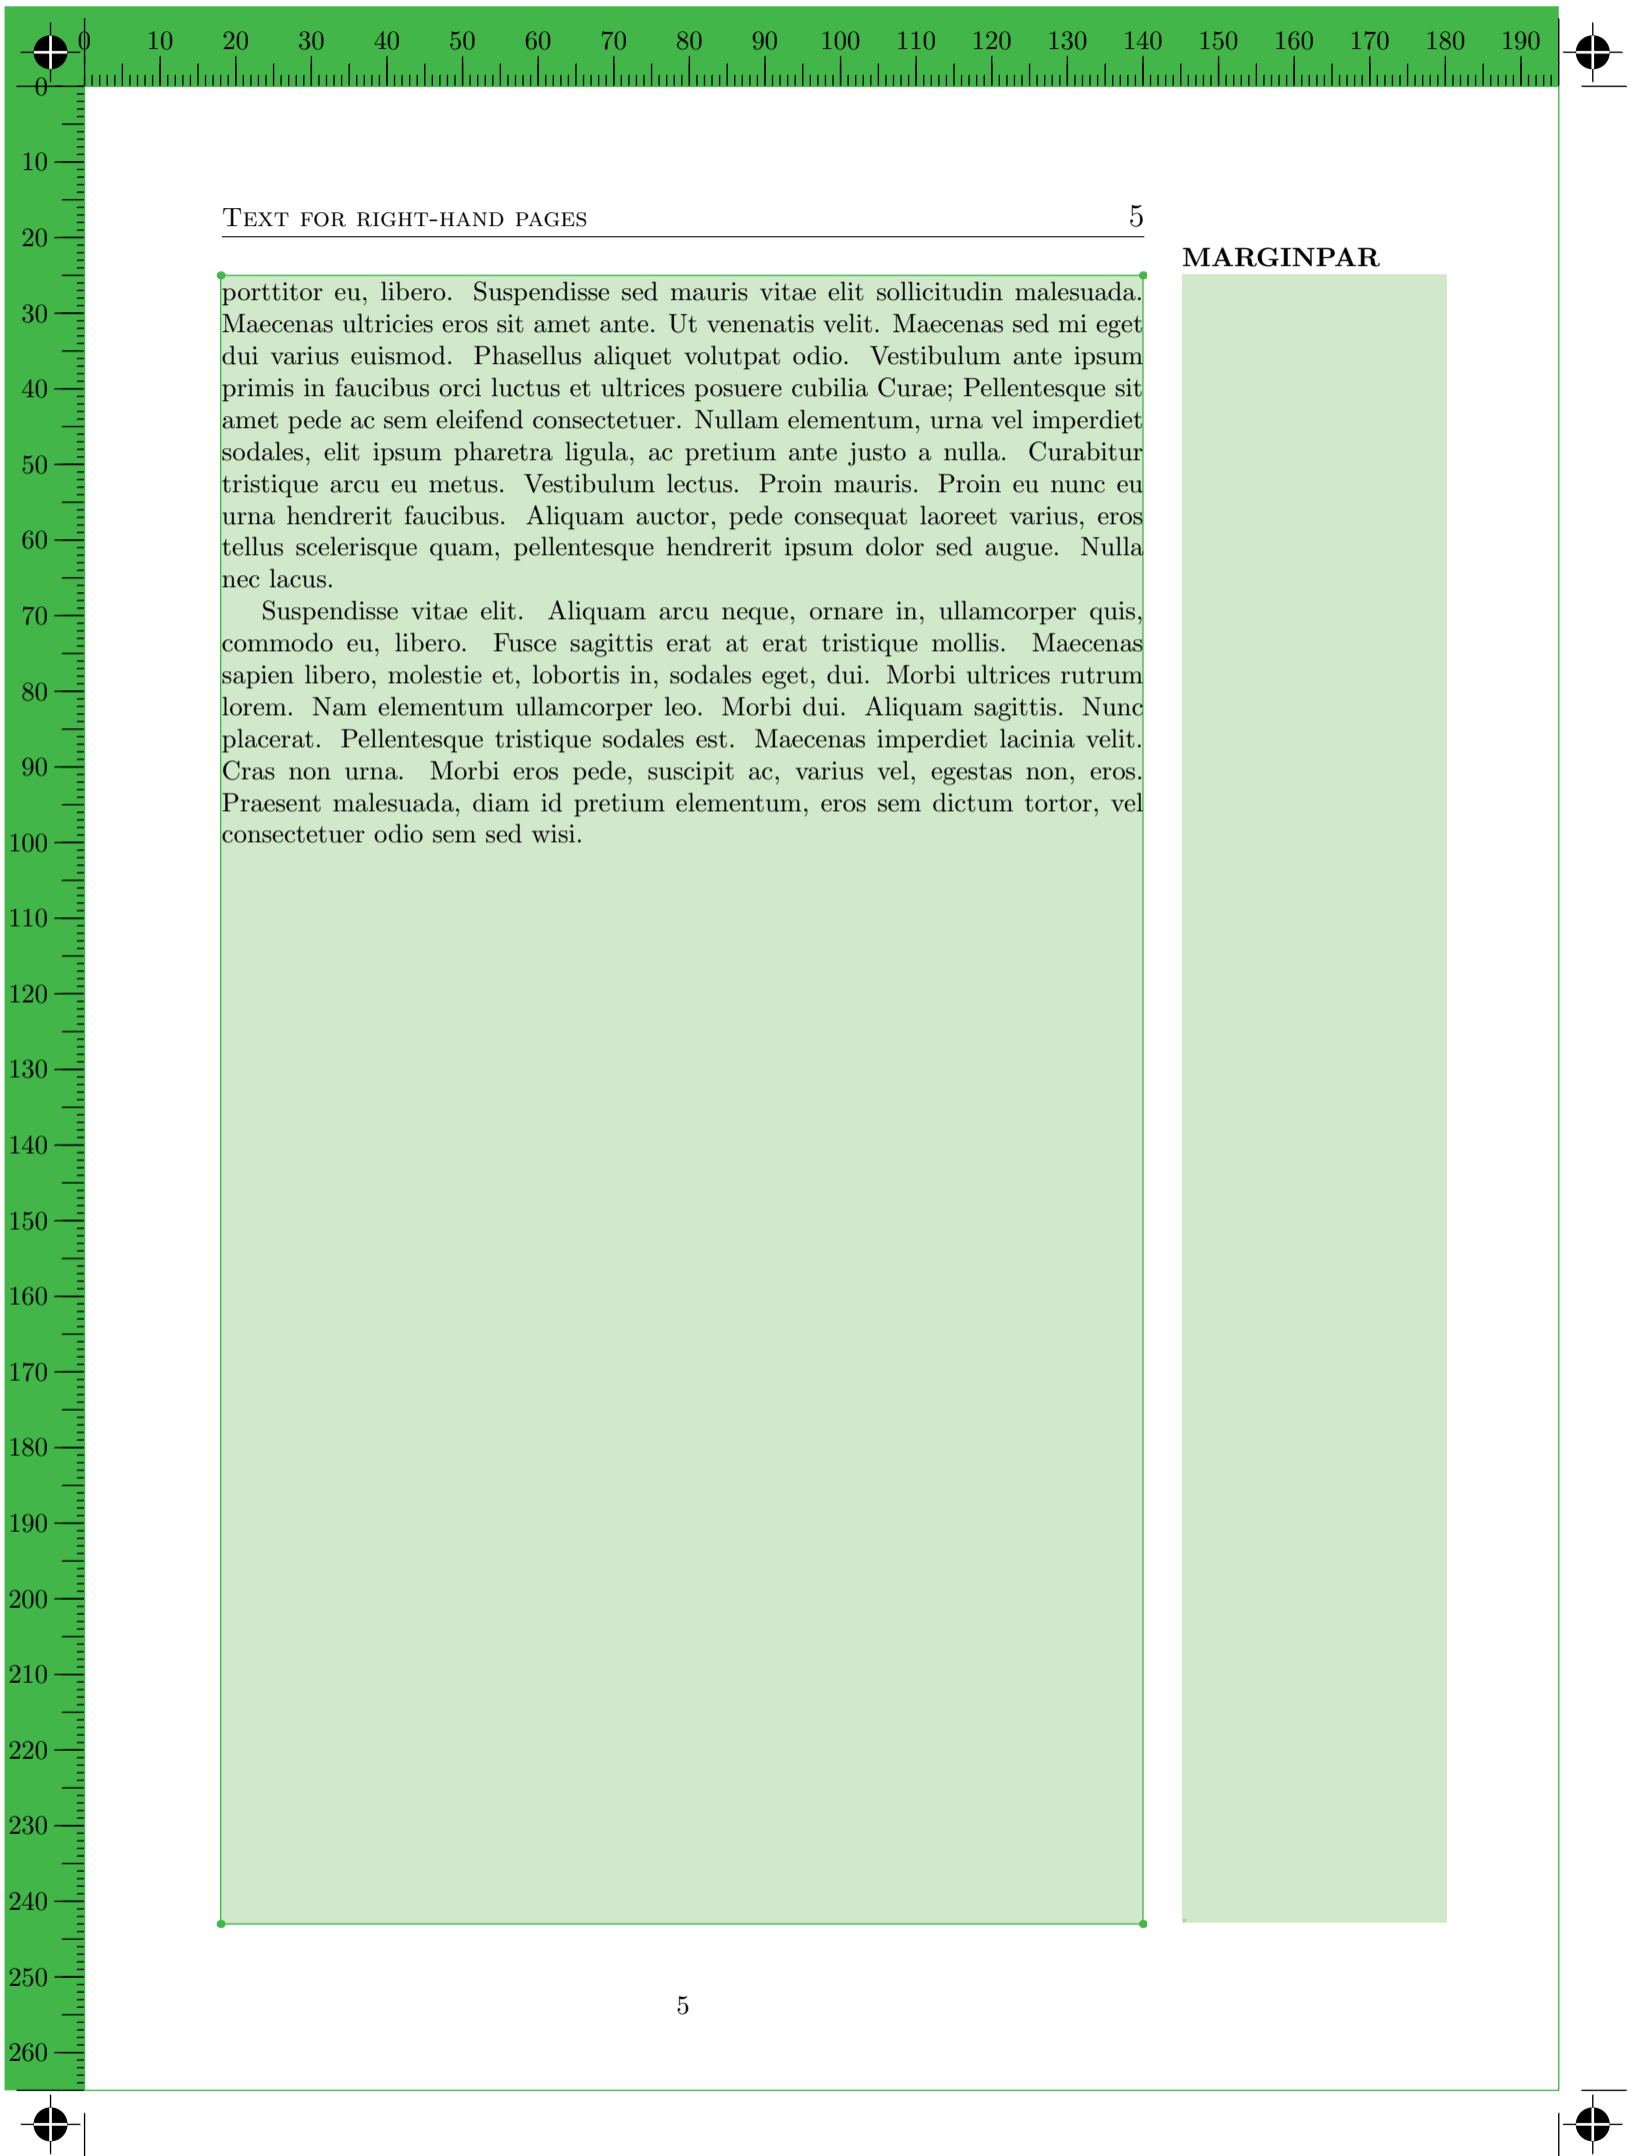 0 10 20 30 40 50 60 70 80 90 100 110 120 130 140 150 160 170 180 190
0
10
20
30
40
50
60
70
80
90
100
110
120
130
140
150
160
170
180
190
200
210
220
230
240
250
260
TEXT FOR RIGHT-HAND PAGES 5
MARGINPAR
porttitor eu, libero. Suspendisse sed mauris vitae elit sollicitudin malesuada.
Maecenas ultricies eros sit amet ante. Ut venenatis velit. Maecenas sed mi eget
dui varius euismod. Phasellus aliquet volutpat odio. Vestibulum ante ipsum
primis in faucibus orci luctus et ultrices posuere cubilia Curae; Pellentesque sit
amet pede ac sem eleifend consectetuer. Nullam elementum, urna vel imperdiet
sodales, elit ipsum pharetra ligula, ac pretium ante justo a nulla. Curabitur
tristique arcu eu metus. Vestibulum lectus. Proin mauris. Proin eu nunc eu
urna hendrerit faucibus. Aliquam auctor, pede consequat laoreet varius, eros
tellus scelerisque quam, pellentesque hendrerit ipsum dolor sed augue. Nulla
nec lacus.
Suspendisse vitae elit. Aliquam arcu neque, ornare in, ullamcorper quis,
commodo eu, libero. Fusce sagittis erat at erat tristique mollis. Maecenas
sapien libero, molestie et, lobortis in, sodales eget, dui. Morbi ultrices rutrum
lorem. Nam elementum ullamcorper leo. Morbi dui. Aliquam sagittis. Nunc
placerat. Pellentesque tristique sodales est. Maecenas imperdiet lacinia velit.
Cras non urna. Morbi eros pede, suscipit ac, varius vel, egestas non, eros.
Praesent malesuada, diam id pretium elementum, eros sem dictum tortor, vel
consectetuer odio sem sed wisi.
5